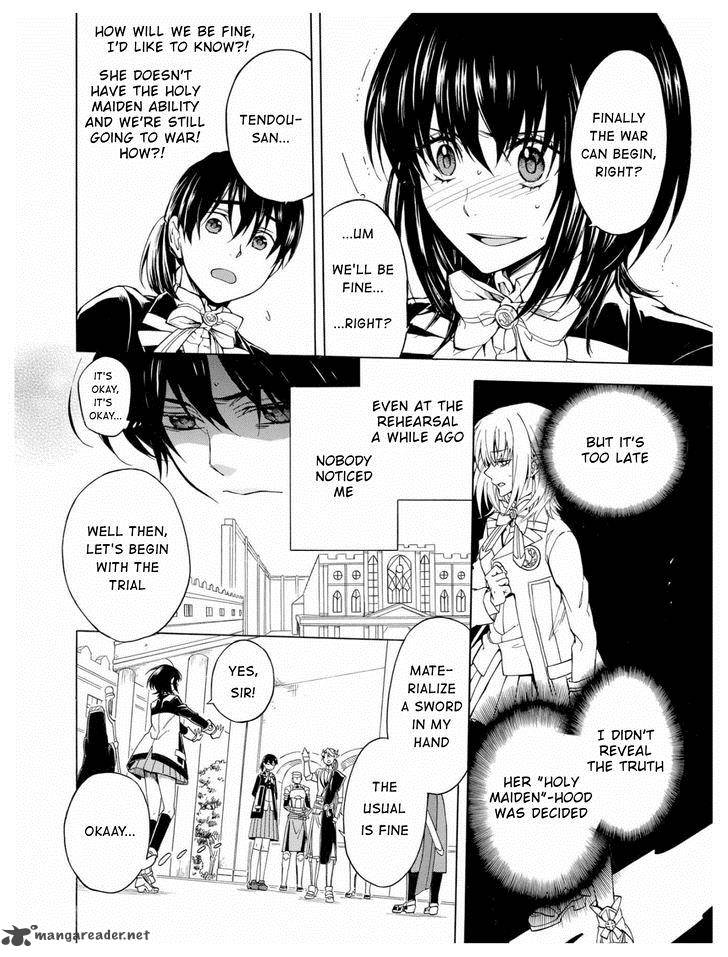 FINALLY
THE WAR
CAN BEGIN,
RIGHT?
...UM
WE'LL BE
FINE...
...RIGHT?
TENDOU-
SAN...
HOW WILL WE BE FINE,
I'D LIKE TO KNOW?!
SHE DOESN'T
HAVE THE HOLY
MAIDEN ABILITY
AND WE'RE STILL
GOING TO WAR!
HOW?!
BUT IT'S
TOO LATE
I DIDN'T
REVEAL
THE TRUTH
HER "HOLY
MAIDEN"-HOOD
WAS DECIDED
EVEN AT THE
REHEARSAL
A WHILE AGO
NOBODY
NOTICED
ME
IT'S
OKAY,
IT'S
OKAY...
WELL THEN,
LET'S BEGIN
WITH THE
TRIAL
MATE-
RIALIZE
A SWORD
IN MY
HAND
THE
USUAL
IS FINE
YES,
SIR!
OKAAY...
mangareader.net